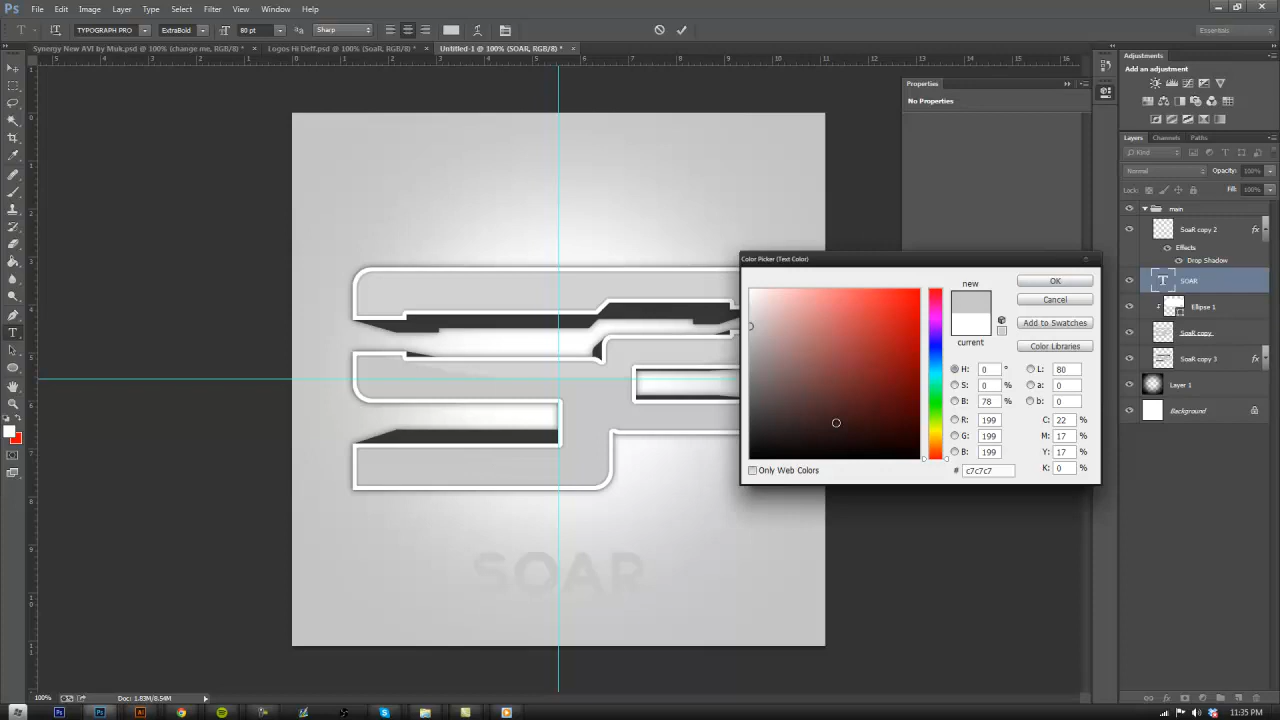 Ps File Edit Image Layer Type Select Filter View Window Help
T TYPOGRAPH PRO ExtraBold 80 pt aa Sharp Essentials
Synergy New AVI by Muk.psd @ 100% (change me, RGB/8) * × Logos Hi Deff.psd @ 100% (SoaR, RGB/8) * × Untitled-1 @ 100% (SOAR, RGB/8) * ×
Adjustments
Add an adjustment
Properties
No Properties
Layers Channels Paths
Kind
Normal Opacity: 100%
Lock: Fill: 100%
main
SoaR copy 2 fx
Effects
Drop Shadow
T SOAR
Ellipse 1
SoaR copy
SoaR copy 3
Layer 1
Background
Color Picker (Text Color)
new
current
OK
Cancel
Add to Swatches
Color Libraries
H: 0 ° L: 80
S: 0 % a: 0
B: 78 % b: 0
R: 199 C: 22 %
G: 199 M: 17 %
B: 199 Y: 17 %
# c7c7c7 K: 0 %
Only Web Colors
SOAR
100% Doc: 1.83M/8.54M
11:35 PM